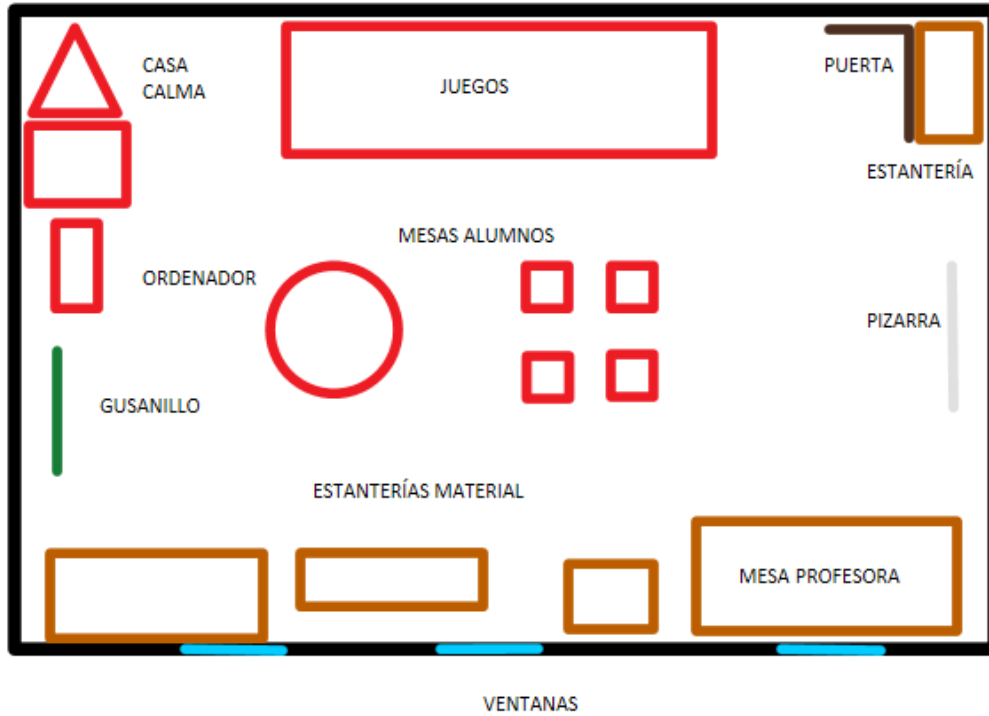 CASA
CALMA
JUEGOS
PUERTA
ESTANTERÍA
MESAS ALUMNOS
ORDENADOR
PIZARRA
GUSANILLO
ESTANTERÍAS MATERIAL
MESA PROFESORA
VENTANAS